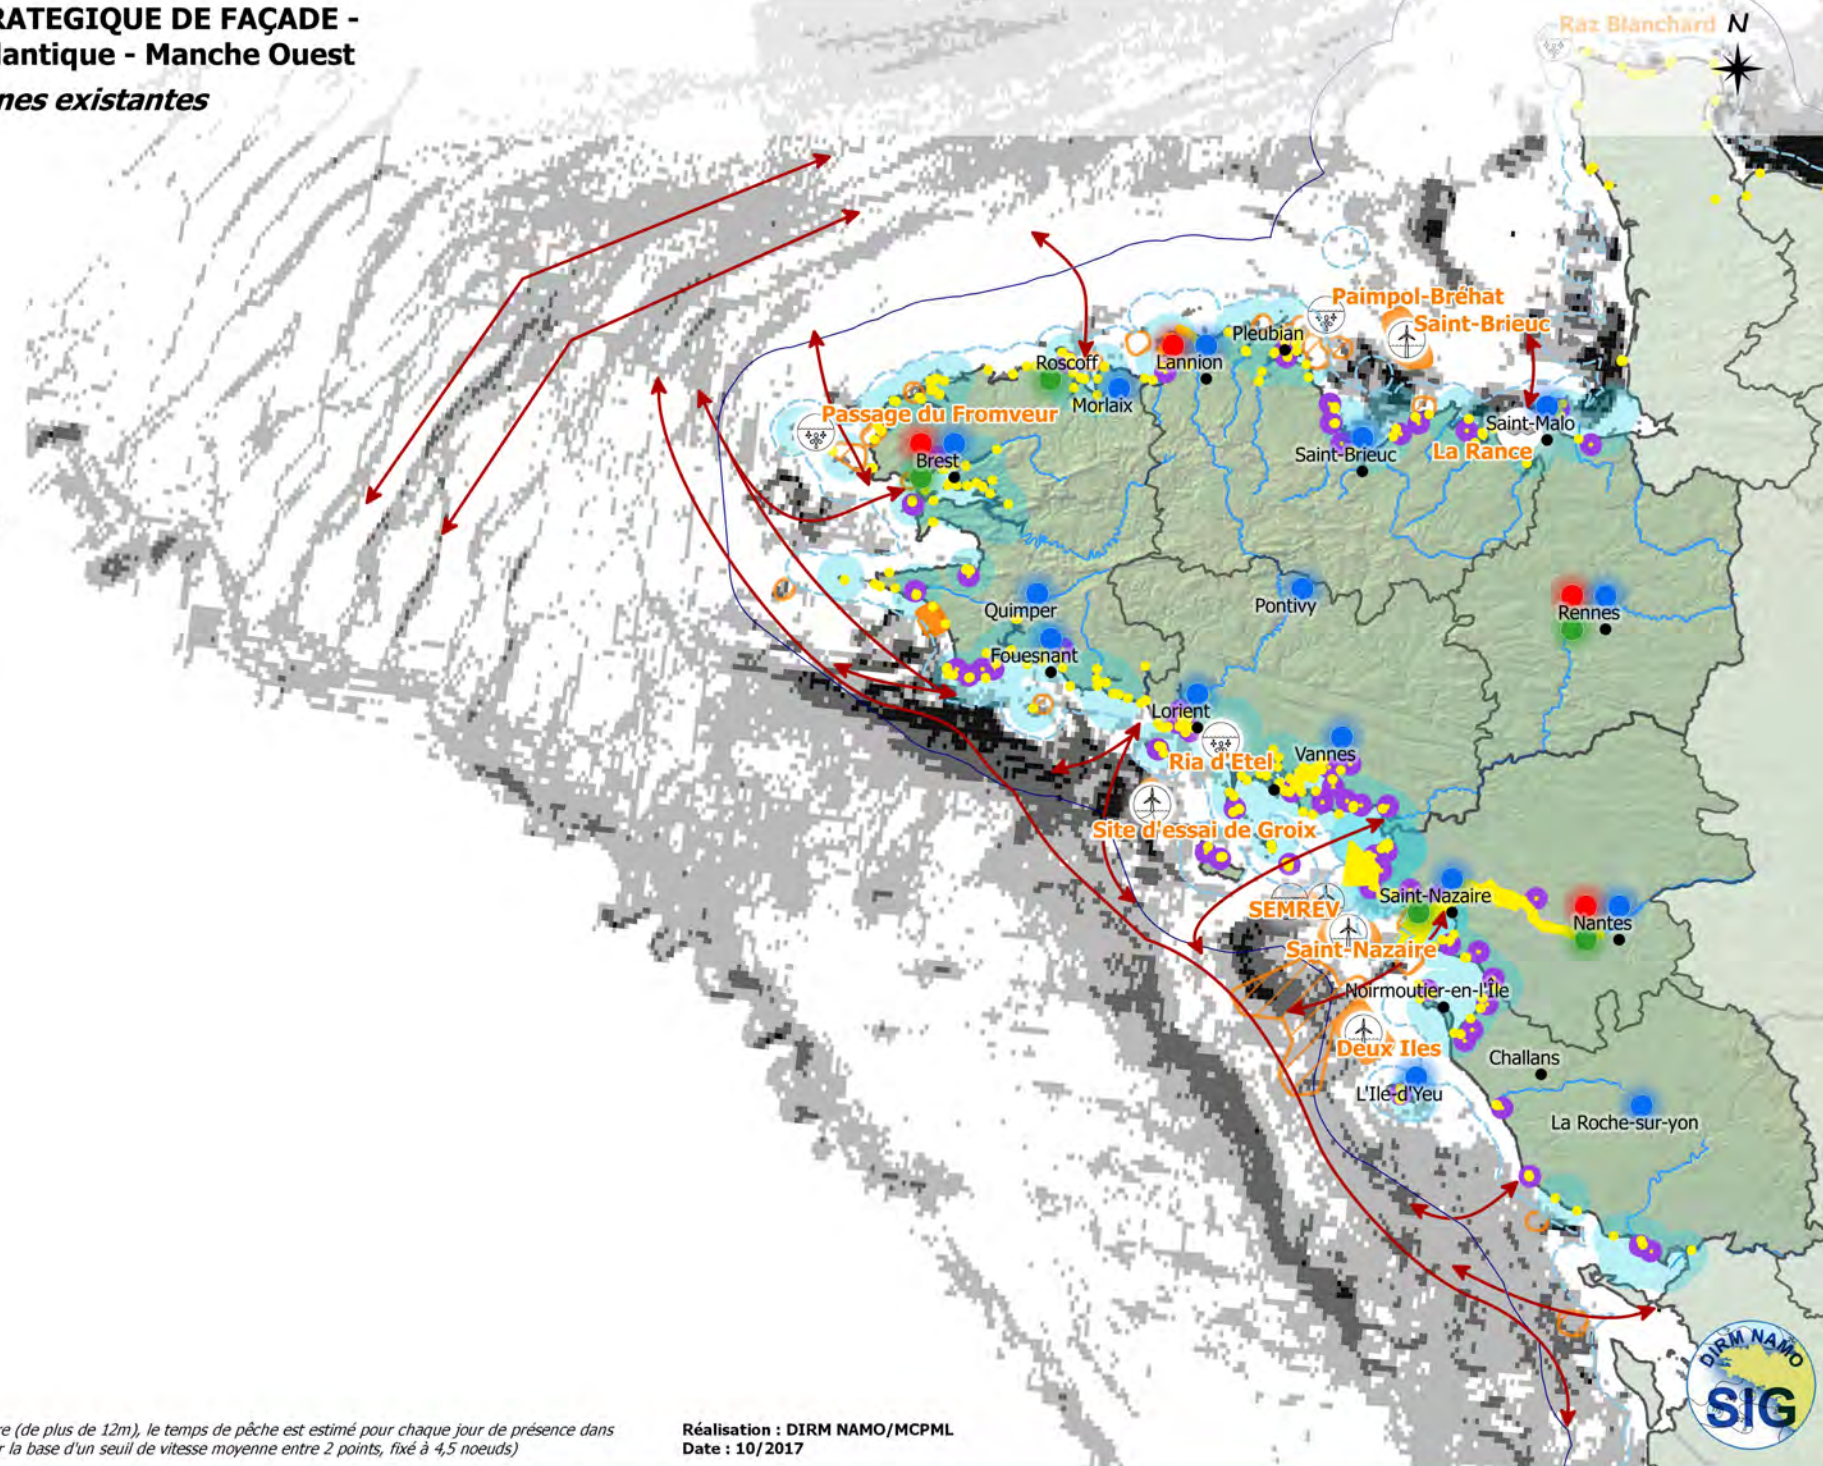 RATEGIQUE DE FAÇADE -
lantique - Manche Ouest
nes existantes
Raz Blanchard
N
Paimpol-Bréhat
Saint-Brieuc
Pleubian
Roscoff
Lannion
Morlaix
Passage du Fromveur
Saint-Malo
Brest
Saint-Brieuc
La Rance
Quimper
Pontivy
Rennes
Fouesnant
Lorient
Vannes
Ria d'Etel
Site d'essai de Groix
Saint-Nazaire
SEMREV
Nantes
Saint-Nazaire
Noirmoutier-en-l'Île
Deux Iles
Challans
L'Ile-d'Yeu
La Roche-sur-yon
DIRM NAMO
SIG
re (de plus de 12m), le temps de pêche est estimé pour chaque jour de présence dans
r la base d'un seuil de vitesse moyenne entre 2 points, fixé à 4,5 noeuds)
Réalisation : DIRM NAMO/MCPML
Date : 10/2017